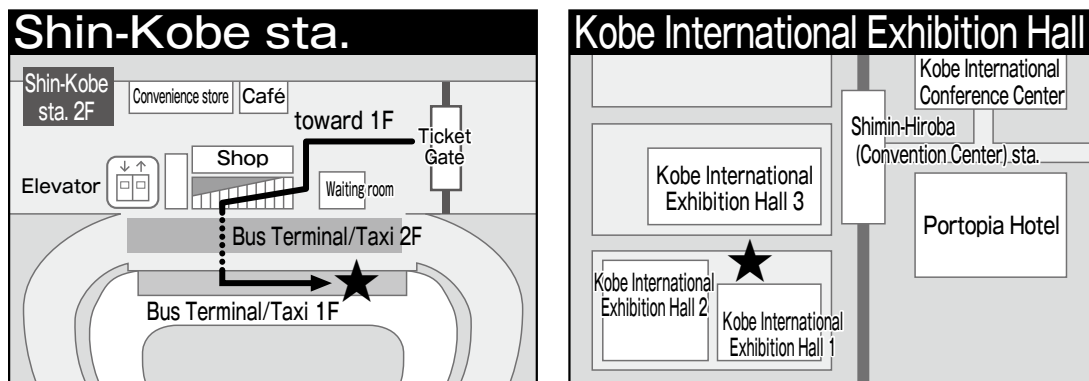 Shin-Kobe sta.
Shin-Kobe
sta. 2F
Convenience store
Café
toward 1F
Ticket
Gate
Shop
Elevator
Waiting room
Bus Terminal/Taxi 2F
Bus Terminal/Taxi 1F
Kobe International Exhibition Hall
Kobe International
Conference Center
Shimin-Hiroba
(Convention Center) sta.
Kobe International
Exhibition Hall 3
Portopia Hotel
Kobe International
Exhibition Hall 2
Kobe International
Exhibition Hall 1